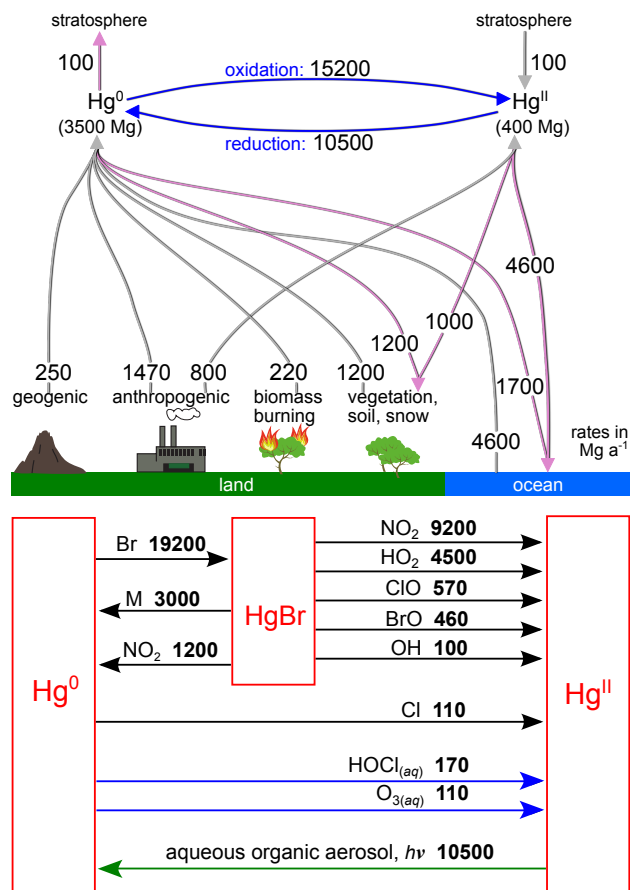 stratosphere
stratosphere
100
100
oxidation: 15200
Hg⁰
Hgᴵᴵ
(3500 Mg)
(400 Mg)
reduction: 10500
4600
1000
1200
250
1470
800
220
1200
1700
geogenic
anthropogenic
biomass
burning
vegetation,
soil, snow
4600
rates in
Mg a⁻¹
land
ocean
NO₂ 9200
Br 19200
HO₂ 4500
ClO 570
M 3000
HgBr
BrO 460
NO₂ 1200
OH 100
Hg⁰
Hgᴵᴵ
Cl 110
HOCl(aq) 170
O₃(aq) 110
aqueous organic aerosol, hν 10500